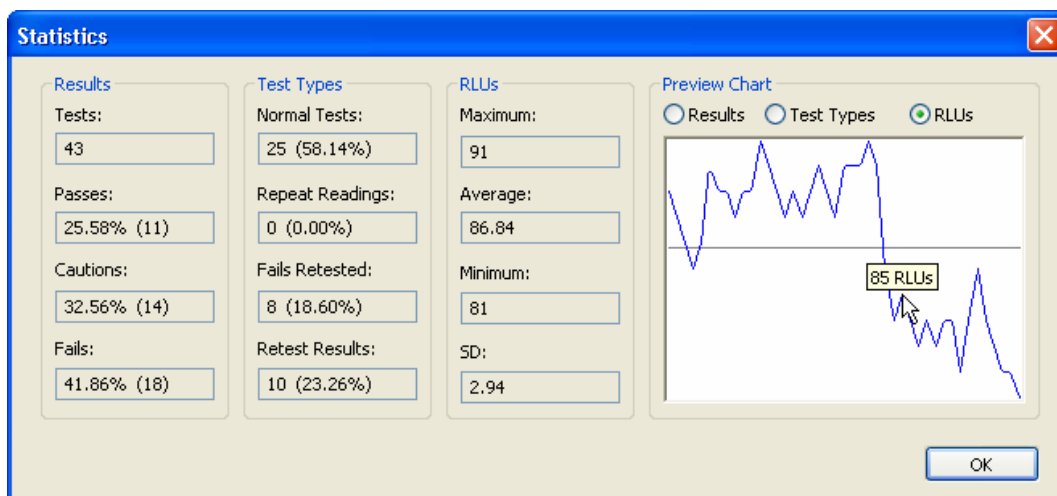 Statistics
Results
Tests:
43
Passes:
25.58% (11)
Cautions:
32.56% (14)
Fails:
41.86% (18)
Test Types
Normal Tests:
25 (58.14%)
Repeat Readings:
0 (0.00%)
Fails Retested:
8 (18.60%)
Retest Results:
10 (23.26%)
RLUs
Maximum:
91
Average:
86.84
Minimum:
81
SD:
2.94
Preview Chart
Results Test Types RLUs
85 RLUs
OK